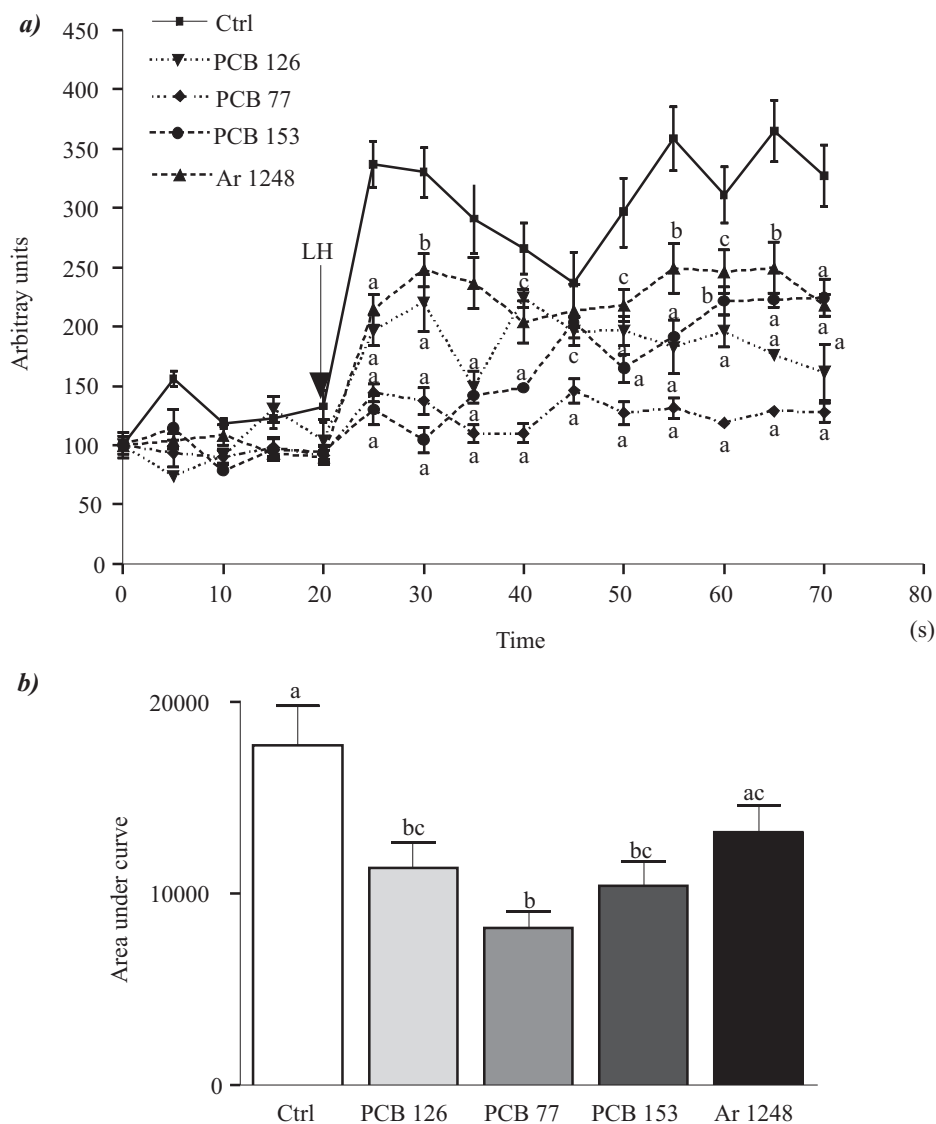 a)
Ctrl
PCB 126
PCB 77
PCB 153
Ar 1248
450
400
350
300
250
200
150
100
50
0
Arbitray units
LH
a
a
a
a
b
a
a
a
a
a
a
c
a
a
c
a
c
a
a
a
b
a
a
a
c
b
a
a
b
a
a
a
a
a
a
a
0 10 20 30 40 50 60 70 80
Time
(s)
b)
20000
10000
0
Area under curve
a
bc
b
bc
ac
Ctrl PCB 126 PCB 77 PCB 153 Ar 1248